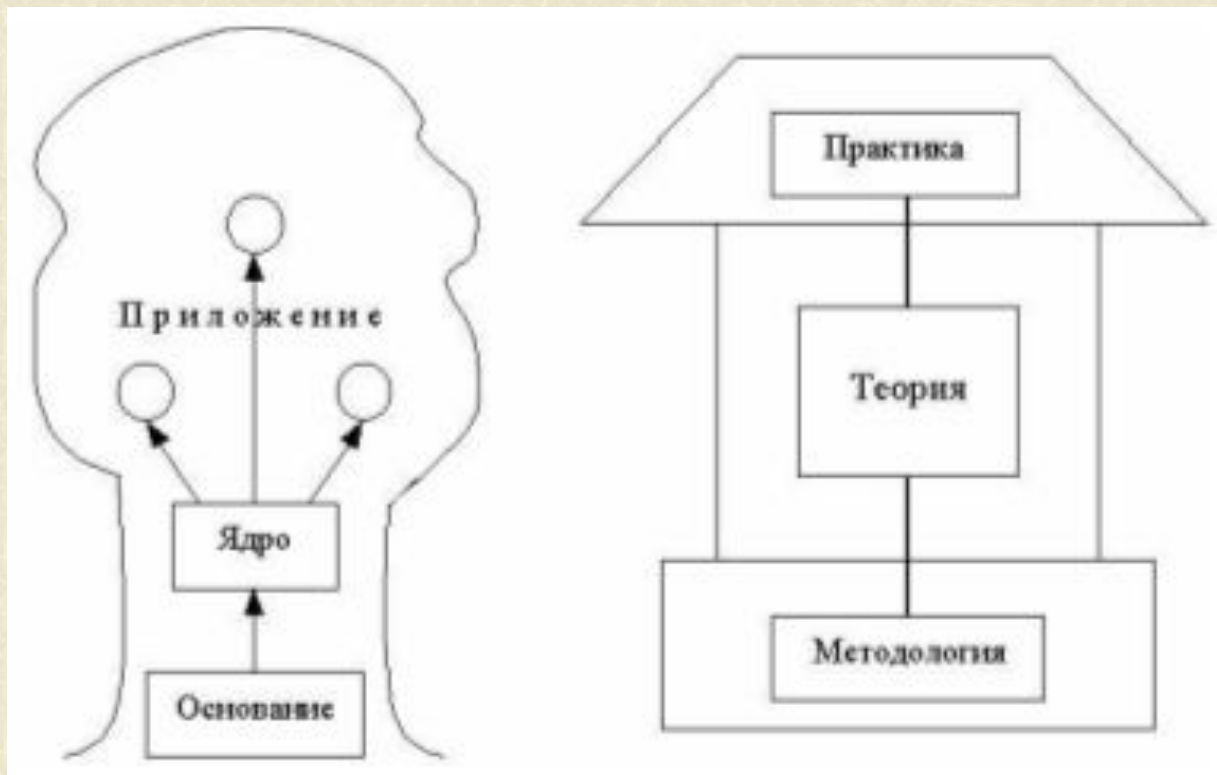 Приложение
Ядро
Основание
Практика
Теория
Методология